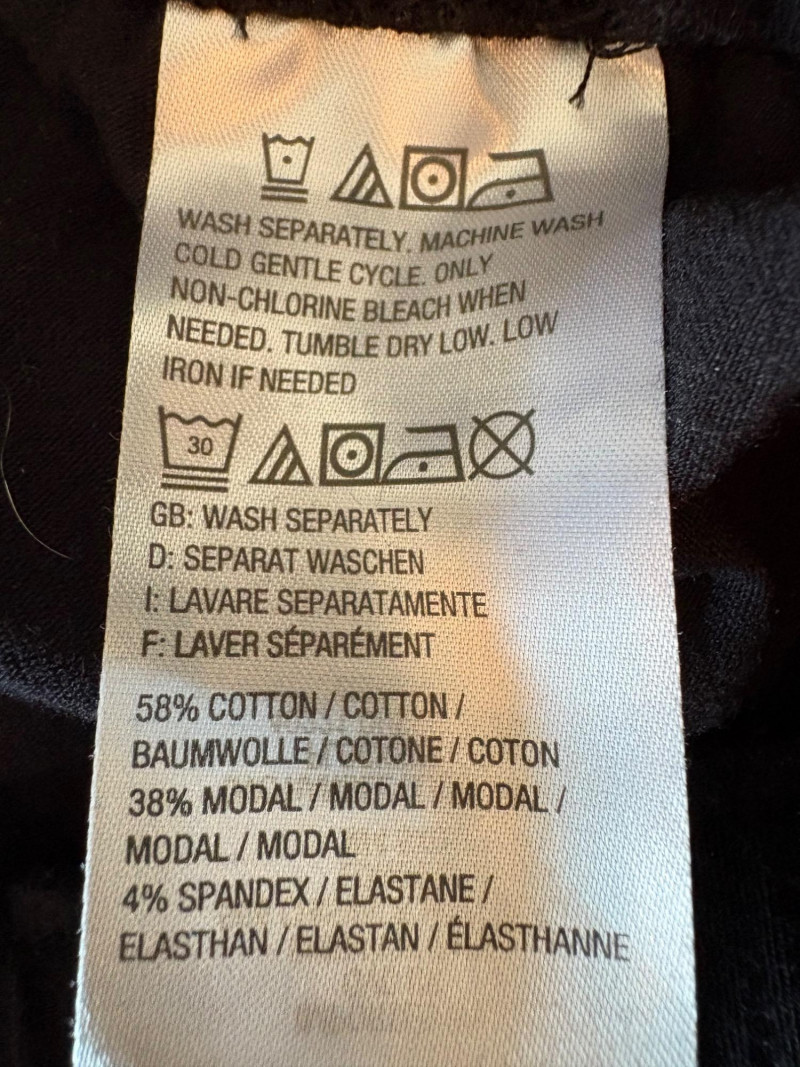 WASH SEPARATELY. MACHINE WASH
COLD GENTLE CYCLE. ONLY
NON-CHLORINE BLEACH WHEN
NEEDED. TUMBLE DRY LOW. LOW
IRON IF NEEDED
30
GB: WASH SEPARATELY
D: SEPARAT WASCHEN
I: LAVARE SEPARATAMENTE
F: LAVER SÉPARÉMENT
58% COTTON / COTTON /
BAUMWOLLE / COTONE / COTON
38% MODAL / MODAL / MODAL /
MODAL / MODAL
4% SPANDEX / ELASTANE /
ELASTHAN / ELASTAN / ÉLASTHANNE